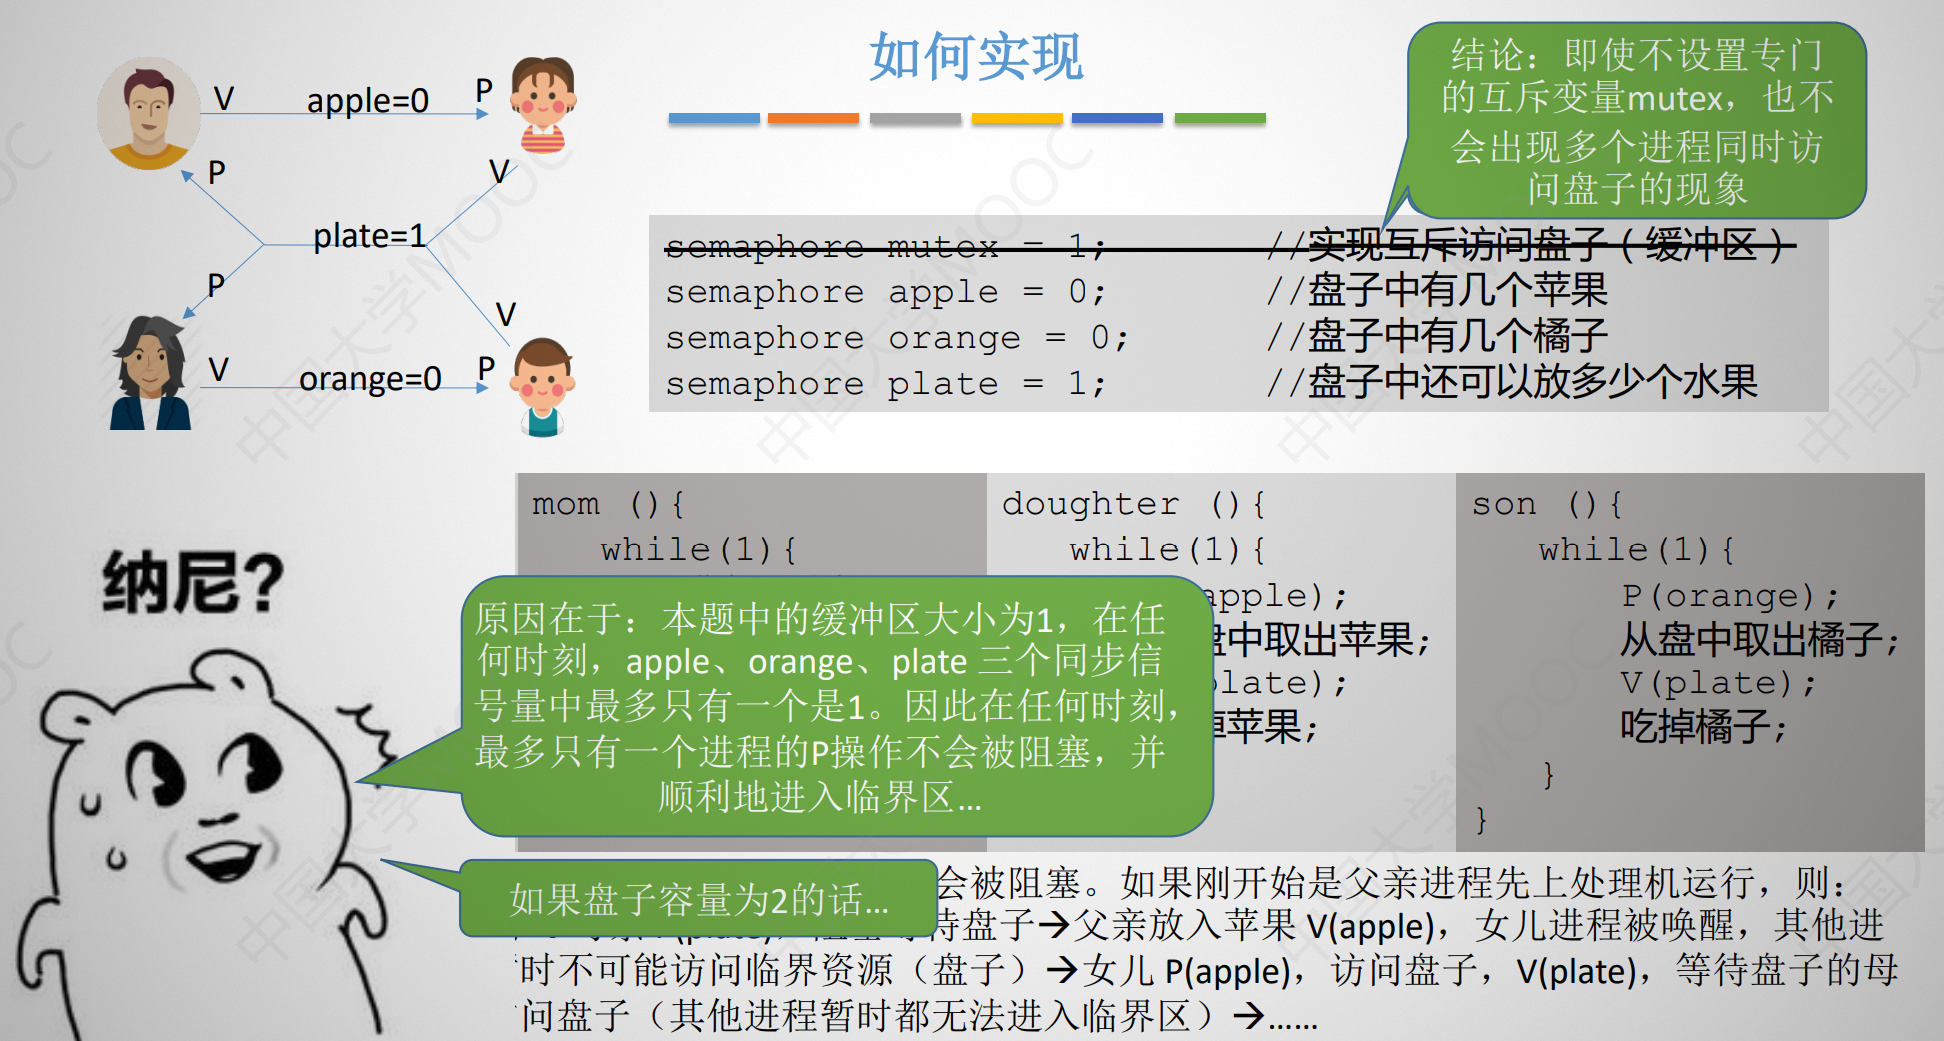 如何实现
结论：即使不设置专门
的互斥变量mutex，也不
会出现多个进程同时访
问盘子的现象
V
apple=0
P
P
V
plate=1
P
V
V
orange=0
P
semaphore mutex = 1; //实现互斥访问盘子（缓冲区）
semaphore apple = 0; //盘子中有几个苹果
semaphore orange = 0; //盘子中有几个橘子
semaphore plate = 1; //盘子中还可以放多少个水果
mom (){
while(1){
doughter (){
while(1){
apple);
盘中取出苹果;
plate);
掉苹果;
son (){
while(1){
P(orange);
从盘中取出橘子;
V(plate);
吃掉橘子;
}
}
纳尼?
原因在于：本题中的缓冲区大小为1，在任
何时刻，apple、orange、plate 三个同步信
号量中最多只有一个是1。因此在任何时刻，
最多只有一个进程的P操作不会被阻塞，并
顺利地进入临界区...
如果盘子容量为2的话...
会被阻塞。如果刚开始是父亲进程先上处理机运行，则：
待盘子→父亲放入苹果 V(apple)，女儿进程被唤醒，其他进
时不可能访问临界资源（盘子）→女儿 P(apple)，访问盘子，V(plate)，等待盘子的母
问盘子（其他进程暂时都无法进入临界区）→......
中国大学MOOC